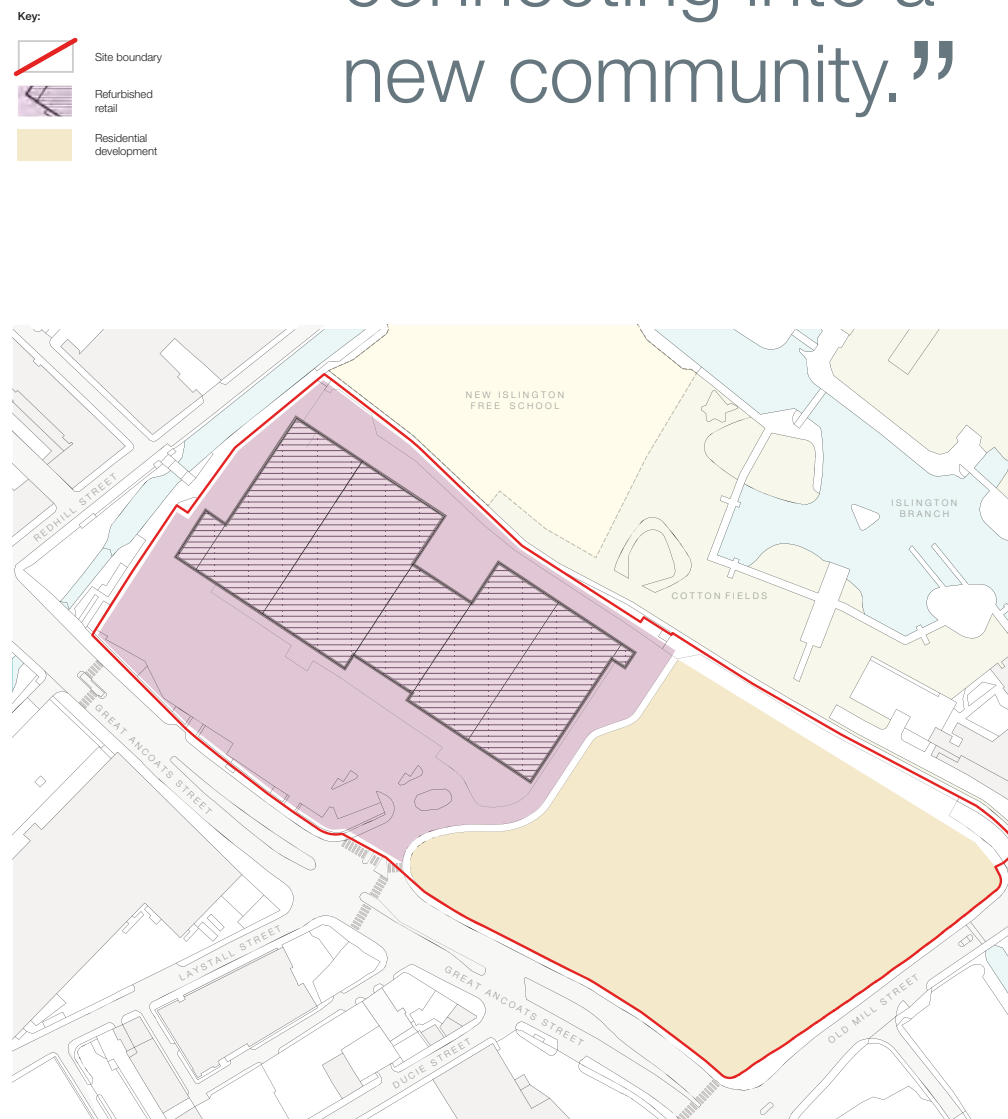 Key:
Site boundary
Refurbished
retail
Residential
development
new community.”
NEW ISLINGTON
FREE SCHOOL
ISLINGTON
BRANCH
REDHILL STREET
COTTON FIELDS
GREAT ANCOATS STREET
LAYSTALL STREET
GREAT ANCOATS STREET
OLD MILL STREET
DUCIE STREET